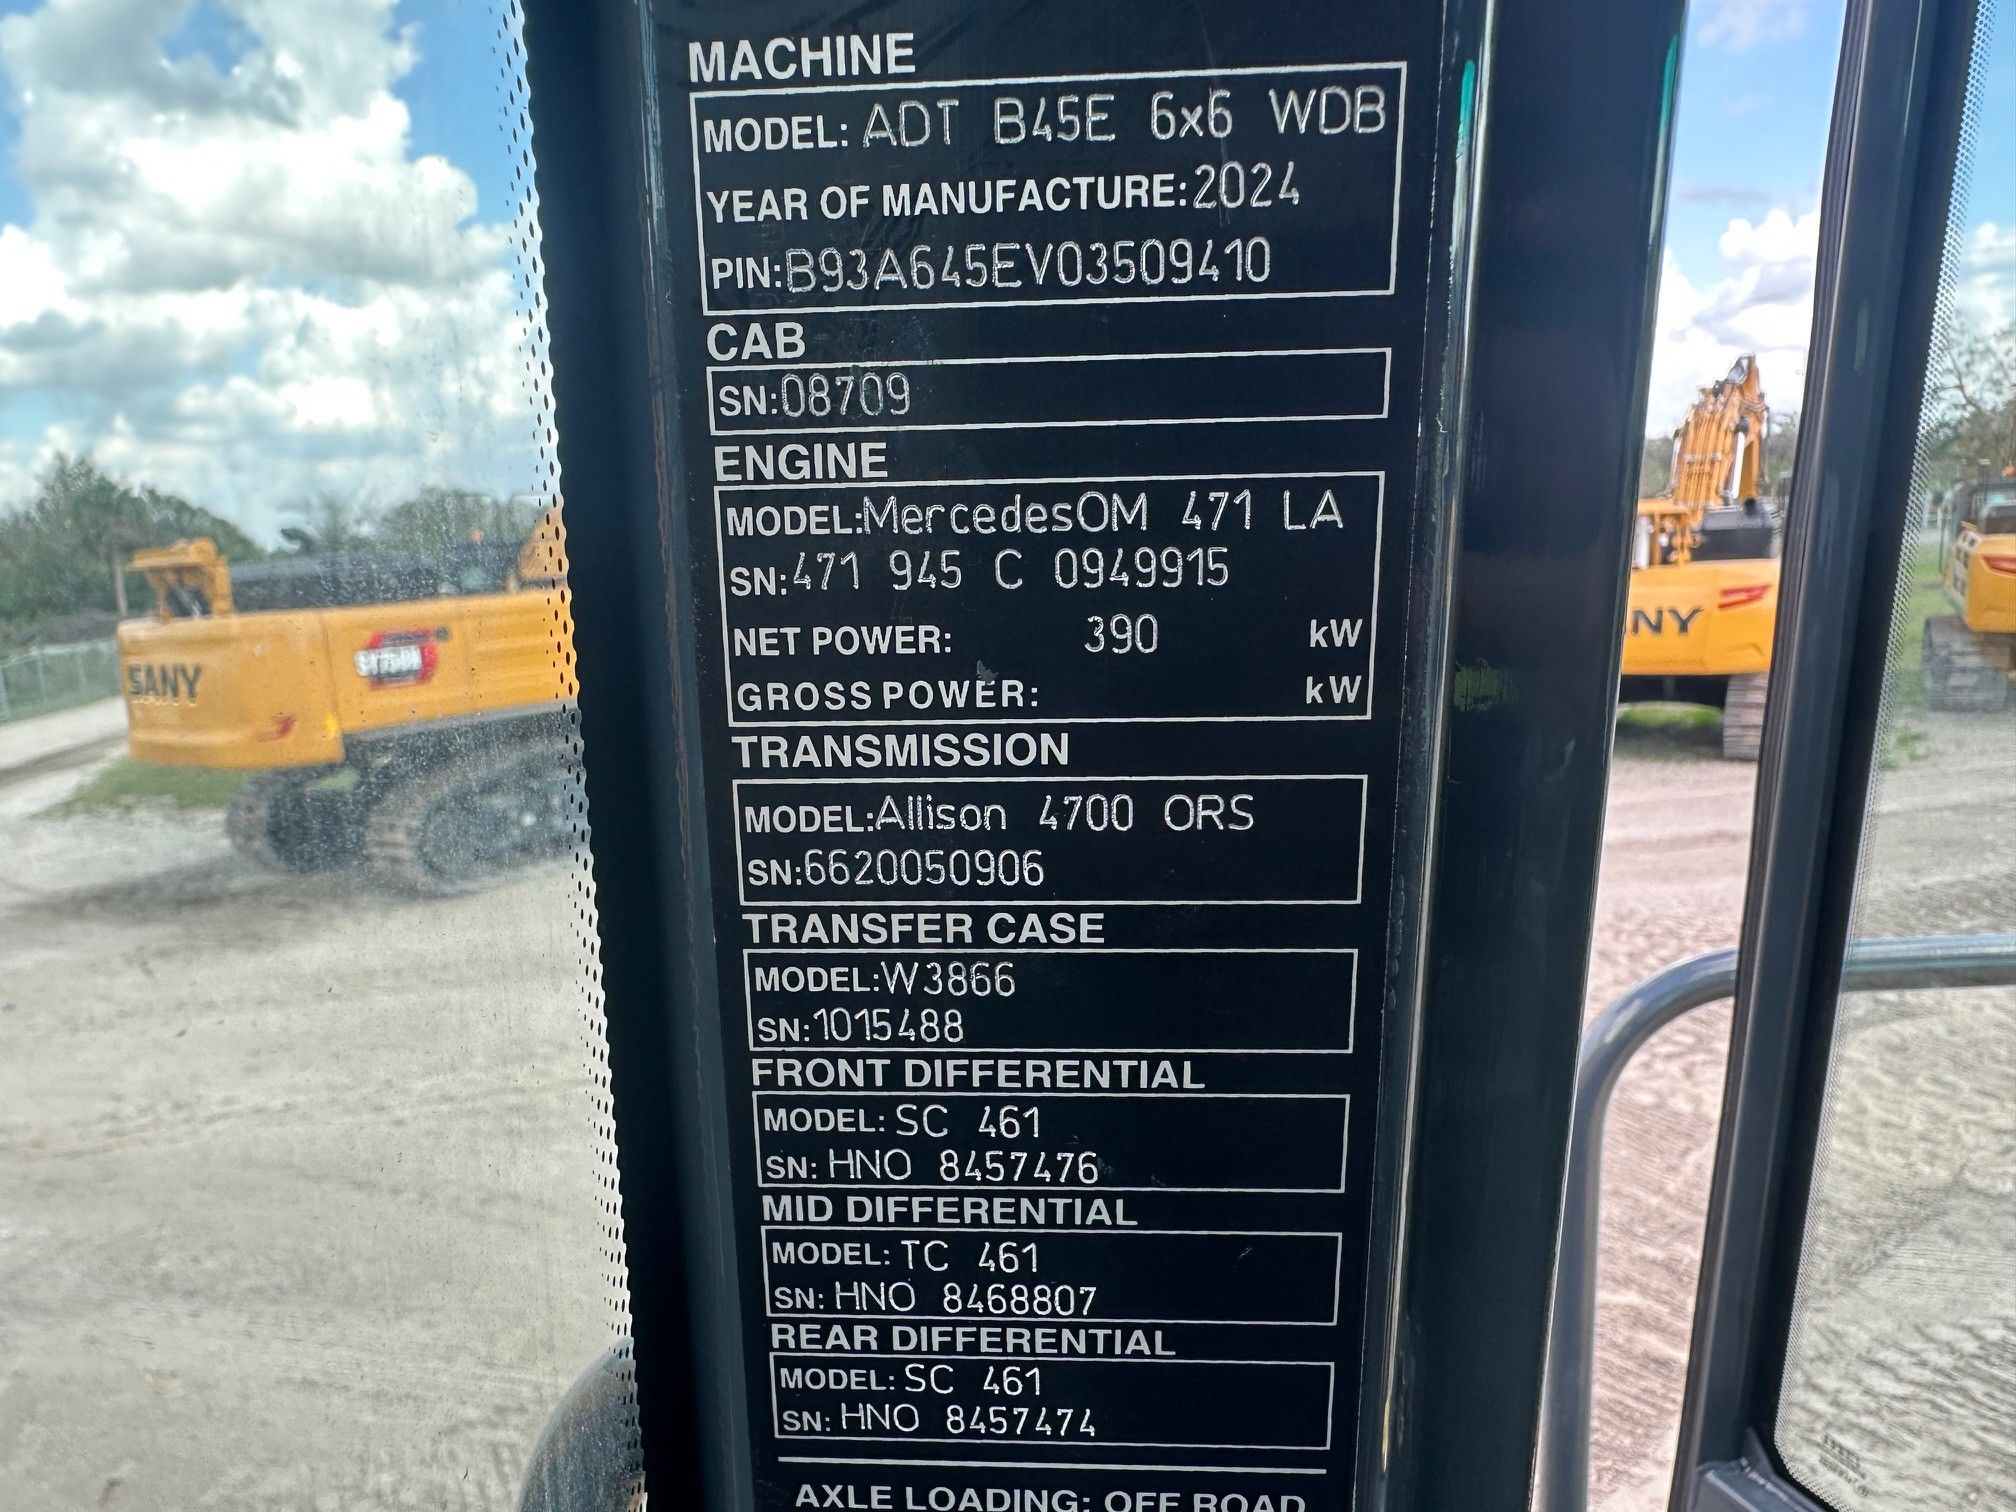 MACHINE
MODEL: ADT B45E 6x6 WDB
YEAR OF MANUFACTURE: 2024
PIN: B93A645EV03509410
CAB
SN: 08709
ENGINE
MODEL: MercedesOM 471 LA
SN: 471 945 C 0949915
NET POWER: 390 kW
GROSS POWER: kW
TRANSMISSION
MODEL: Allison 4700 ORS
SN: 6620050906
TRANSFER CASE
MODEL: W3866
SN: 1015488
FRONT DIFFERENTIAL
MODEL: SC 461
SN: HNO 8457476
MID DIFFERENTIAL
MODEL: TC 461
SN: HNO 8468807
REAR DIFFERENTIAL
MODEL: SC 461
SN: HNO 8457474
AXLE LOADING: OFF ROAD
SANY
NY